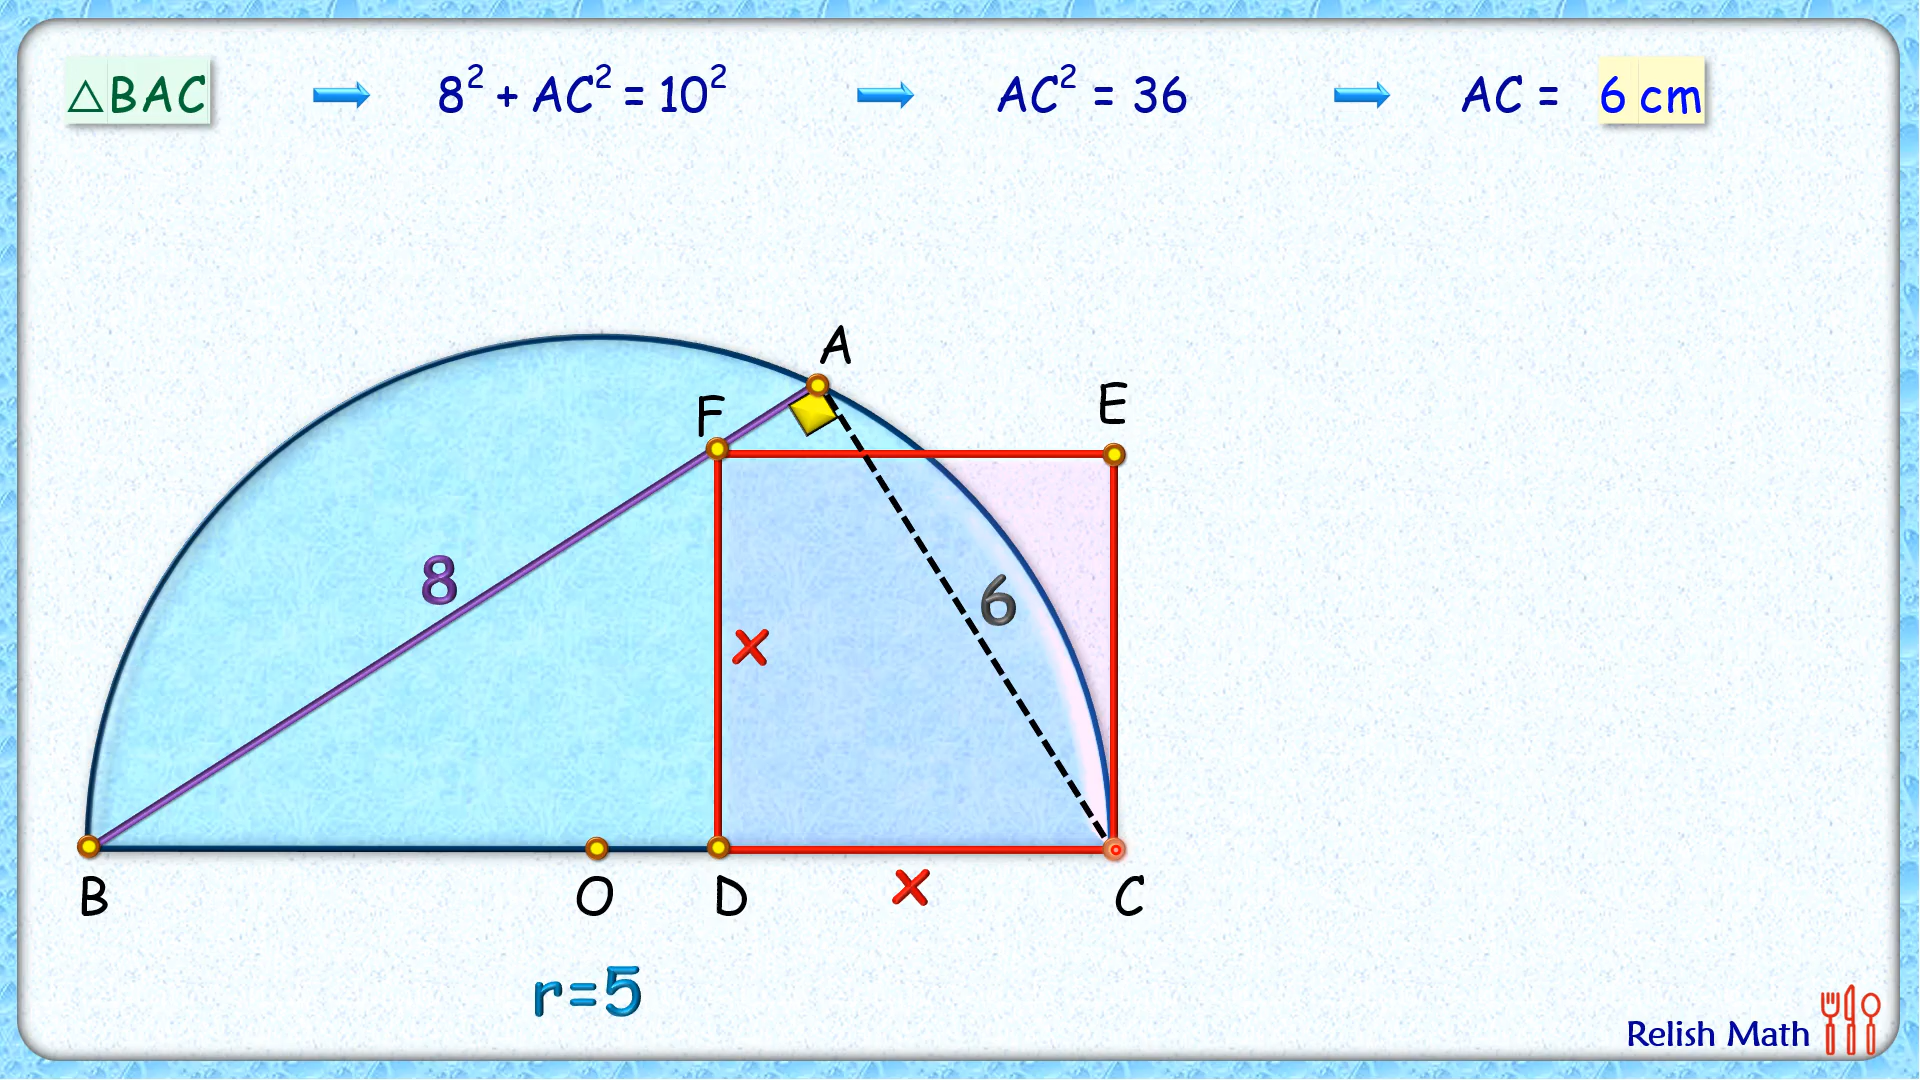 △BAC ➡ 8² + AC² = 10² ➡ AC² = 36 ➡ AC = 6 cm
A
E
F
8
6
x
B O D x C
r=5
Relish Math